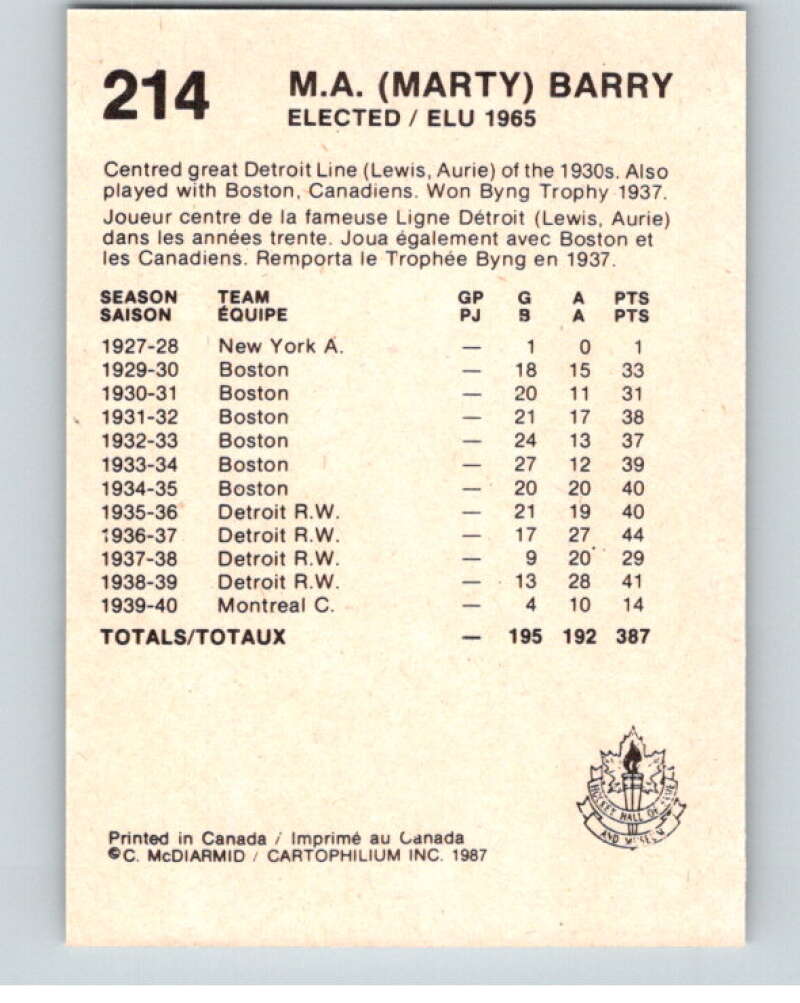 214
M.A. (MARTY) BARRY
ELECTED / ELU 1965
Centred great Detroit Line (Lewis, Aurie) of the 1930s. Also
played with Boston, Canadiens. Won Byng Trophy 1937.
Joueur centre de la fameuse Ligne Détroit (Lewis, Aurie)
dans les années trente. Joua également avec Boston et
les Canadiens. Remporta le Trophée Byng en 1937.
SEASON TEAM GP G A PTS
SAISON ÉQUIPE PJ B A PTS
1927-28 New York A. — 1 0 1
1929-30 Boston — 18 15 33
1930-31 Boston — 20 11 31
1931-32 Boston — 21 17 38
1932-33 Boston — 24 13 37
1933-34 Boston — 27 12 39
1934-35 Boston — 20 20 40
1935-36 Detroit R.W. — 21 19 40
1936-37 Detroit R.W. — 17 27 44
1937-38 Detroit R.W. — 9 20 29
1938-39 Detroit R.W. — 13 28 41
1939-40 Montreal C. — 4 10 14
TOTALS/TOTAUX — 195 192 387
HOCKEY HALL OF FAME
AND MUSEUM
Printed in Canada / Imprimé au Canada
©C. McDIARMID / CARTOPHILIUM INC. 1987